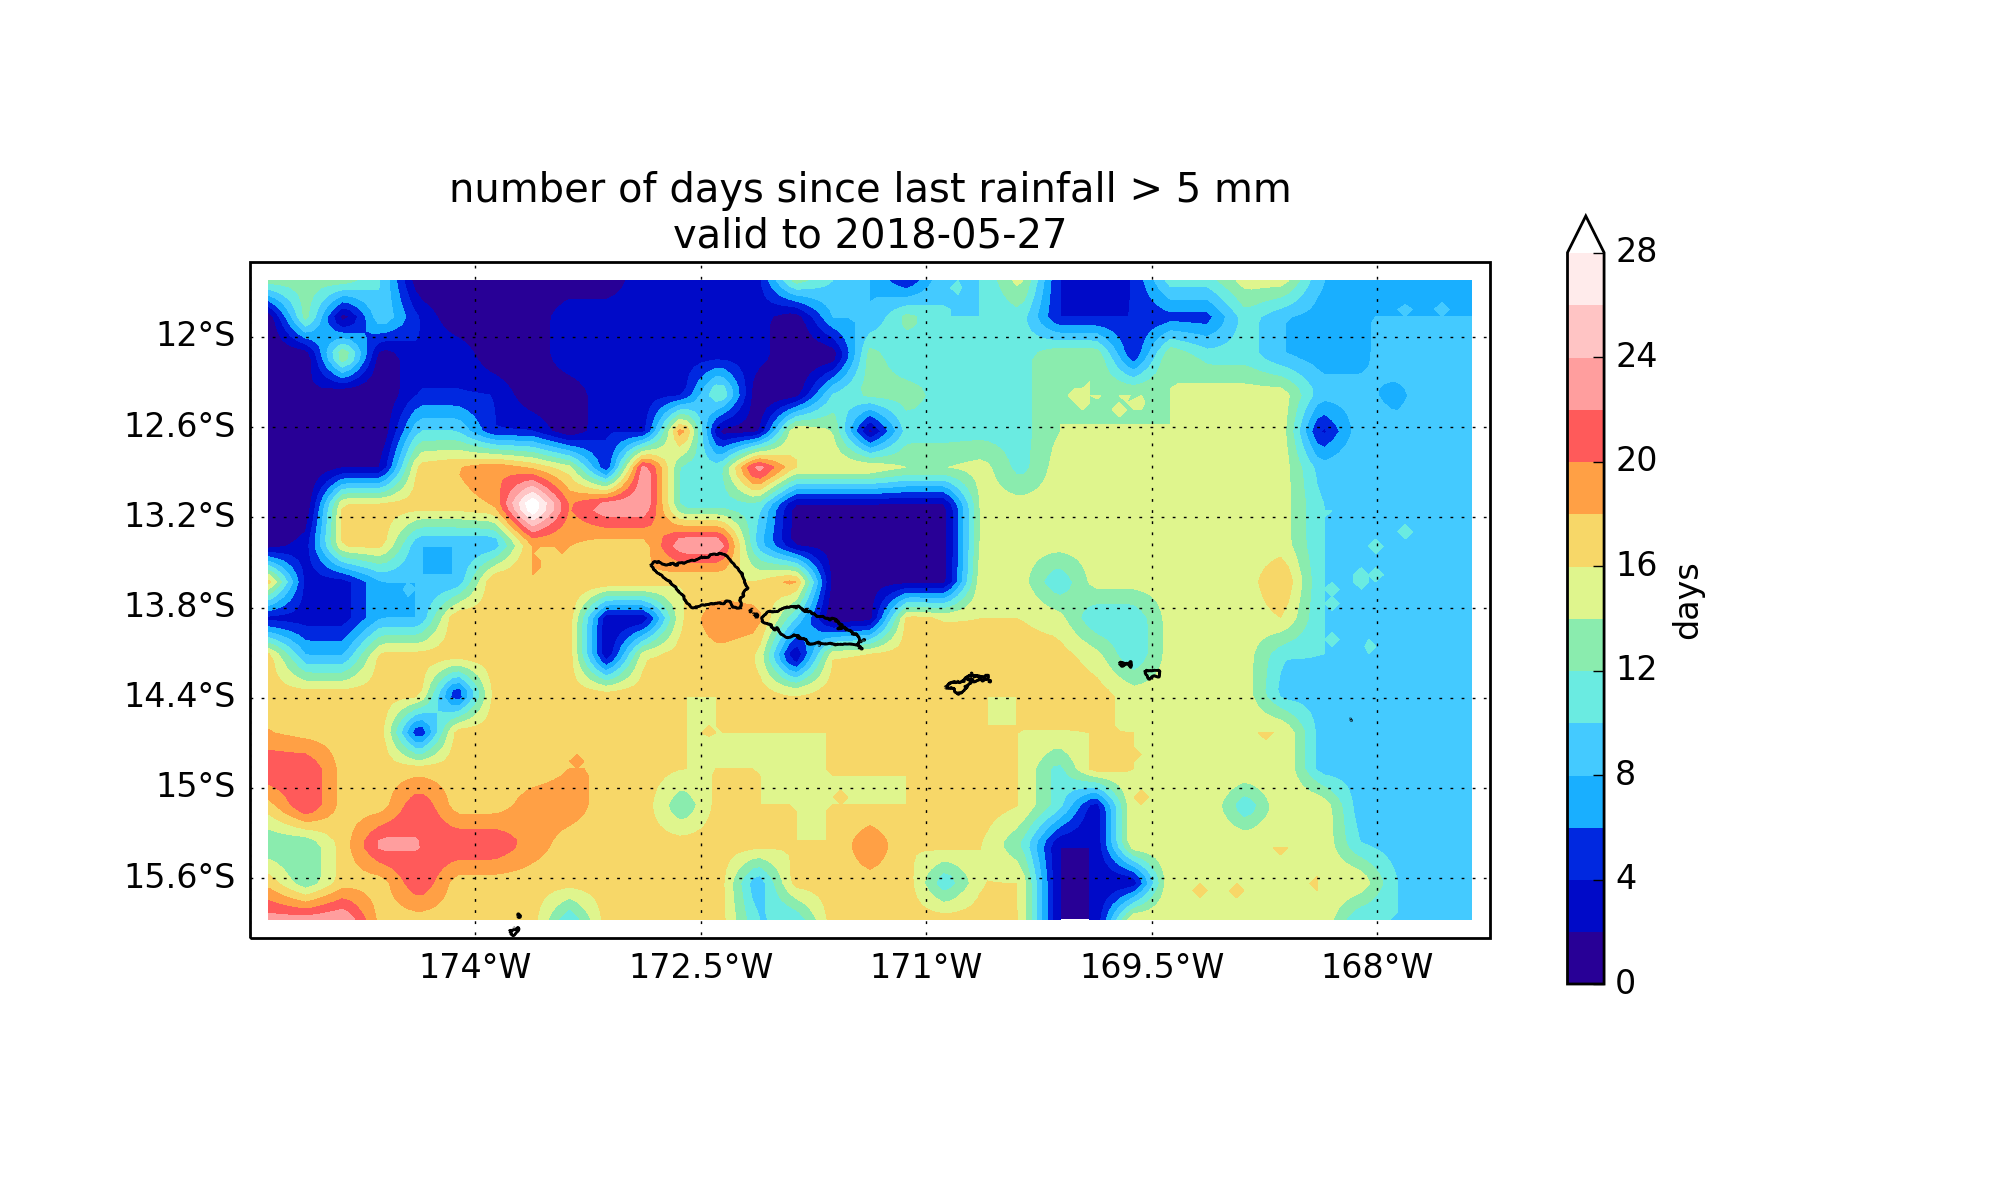 number of days since last rainfall > 5 mm
valid to 2018-05-27
12°S
12.6°S
13.2°S
13.8°S
14.4°S
15°S
15.6°S
174°W
172.5°W
171°W
169.5°W
168°W
28
24
20
16
12
8
4
0
days